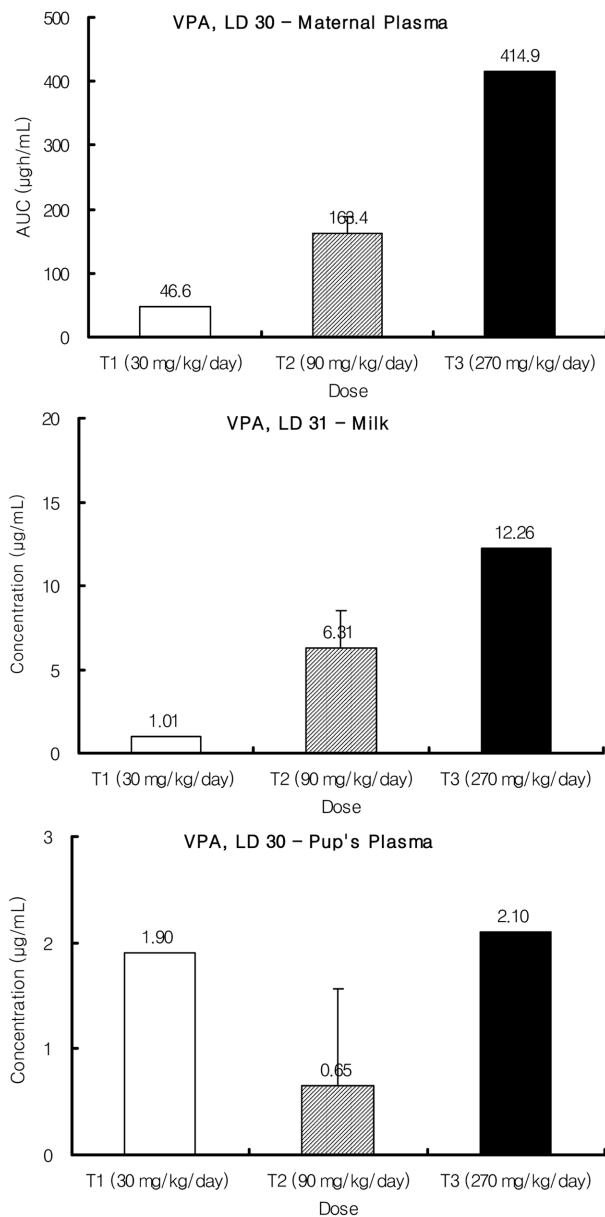 VPA, LD 30 – Maternal Plasma
500
400
300
200
100
0
AUC (μgh/mL)
46.6
163.4
414.9
T1 (30 mg/kg/day) T2 (90 mg/kg/day) T3 (270 mg/kg/day)
Dose
VPA, LD 31 – Milk
20
15
10
5
0
Concentration (μg/mL)
1.01
6.31
12.26
T1 (30 mg/kg/day) T2 (90 mg/kg/day) T3 (270 mg/kg/day)
Dose
VPA, LD 30 – Pup's Plasma
3
2
1
0
Concentration (μg/mL)
1.90
0.65
2.10
T1 (30 mg/kg/day) T2 (90 mg/kg/day) T3 (270 mg/kg/day)
Dose